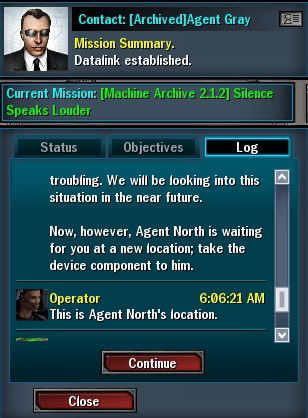 Contact: [Archived]Agent Gray
Mission Summary.
Datalink established.
Current Mission: [Machine Archive 2.1.2] Silence
Speaks Louder
Status
Objectives
Log
troubling. We will be looking into this
situation in the near future.
Now, however, Agent North is waiting
for you at a new location; take the
device component to him.
Operator 6:06:21 AM
This is Agent North's location.
Continue
Close